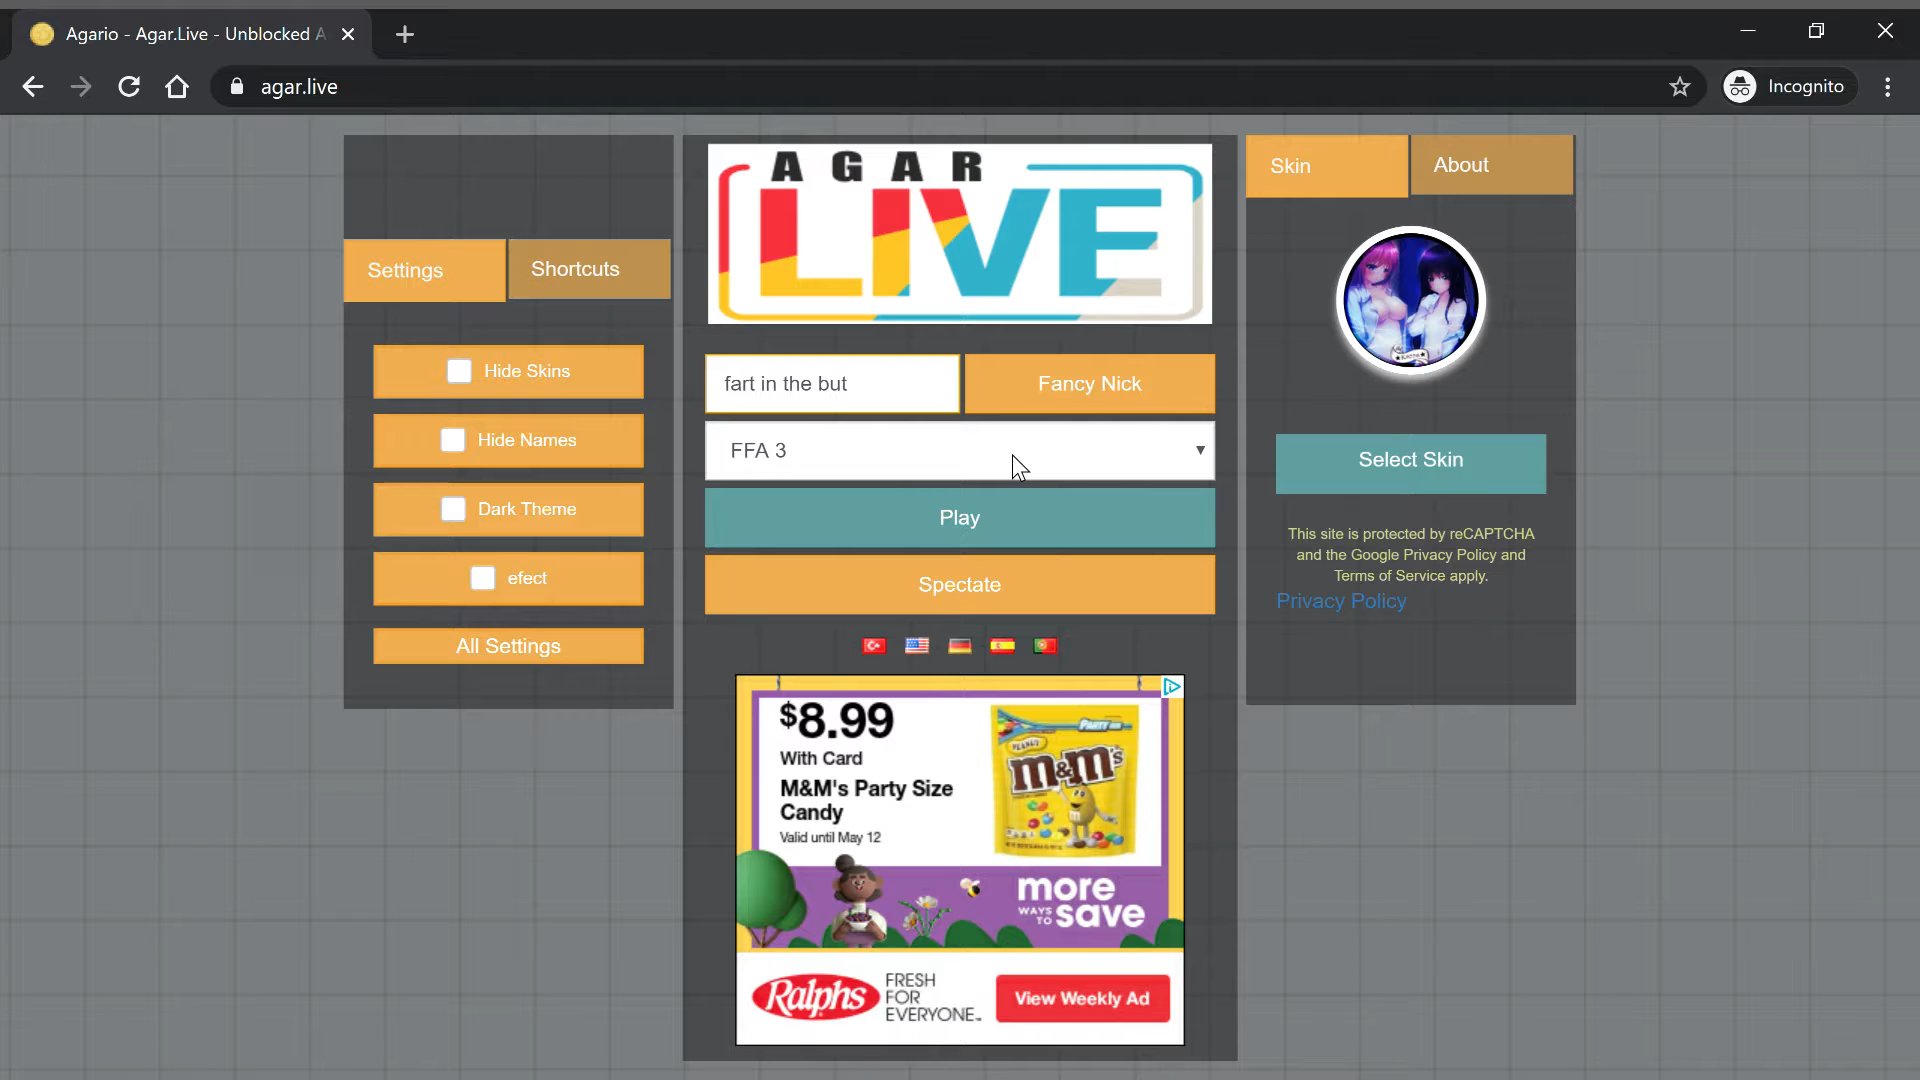 Agario - Agar.Live - Unblocked A
agar.live
Incognito
Settings
Shortcuts
Hide Skins
Hide Names
Dark Theme
efect
All Settings
AGAR
LIVE
fart in the but
Fancy Nick
FFA 3
Play
Spectate
$8.99
With Card
M&M's Party Size
Candy
Valid until May 12
PEANUT
m&m's
more
WAYS TO save
Ralphs
FRESH
FOR
EVERYONE™
View Weekly Ad
Skin
About
Select Skin
This site is protected by reCAPTCHA
and the Google Privacy Policy and
Terms of Service apply.
Privacy Policy